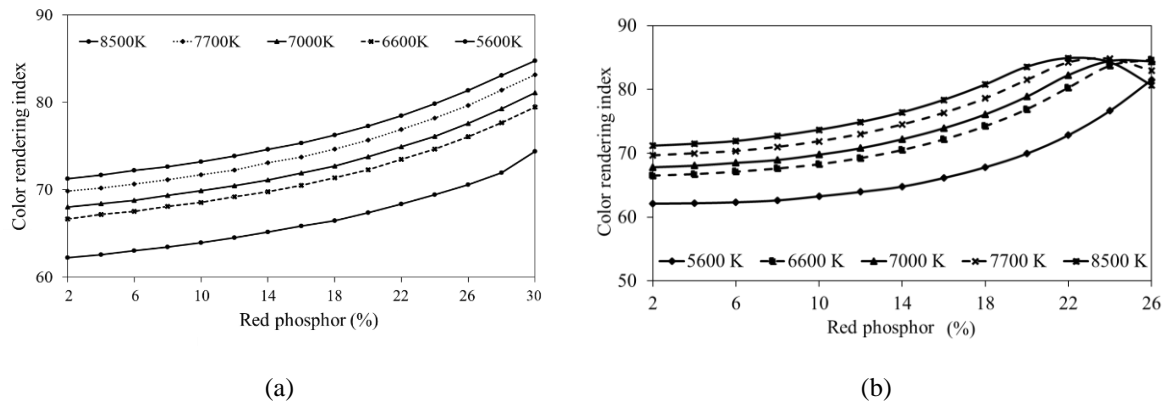 90
8500K 7700K 7000K 6600K 5600K
80
70
60
Color rendering index
2 6 10 14 18 22 26 30
Red phosphor (%)
(a)
90
80
70
60
50
Color rendering index
5600 K 6600 K 7000 K 7700 K 8500 K
2 6 10 14 18 22 26
Red phosphor (%)
(b)